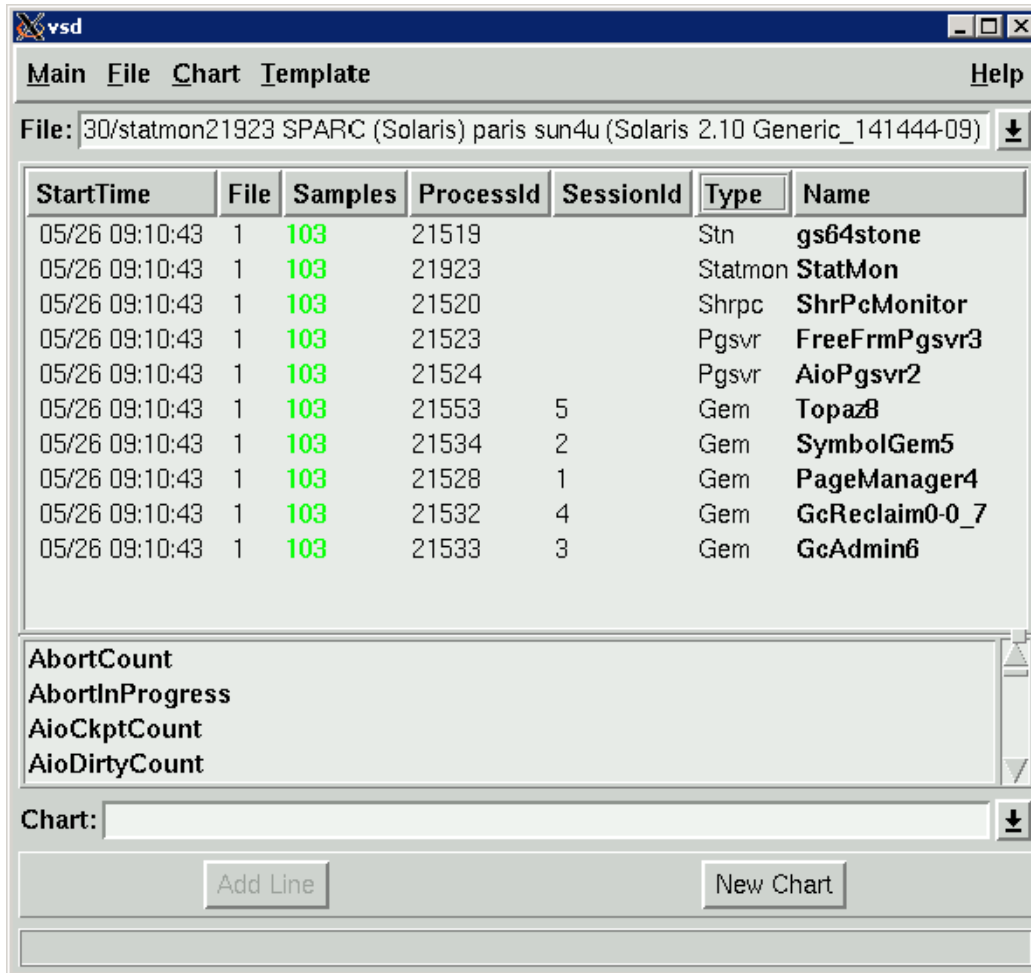 vsd
Main File Chart Template Help
File: 30/statmon21923 SPARC (Solaris) paris sun4u (Solaris 2.10 Generic_141444-09)
StartTime File Samples ProcessId SessionId Type Name
05/26 09:10:43 1 103 21519 Stn gs64stone
05/26 09:10:43 1 103 21923 Statmon StatMon
05/26 09:10:43 1 103 21520 Shrpc ShrPcMonitor
05/26 09:10:43 1 103 21523 Pgsvr FreeFrmPgsvr3
05/26 09:10:43 1 103 21524 Pgsvr AioPgsvr2
05/26 09:10:43 1 103 21553 5 Gem Topaz8
05/26 09:10:43 1 103 21534 2 Gem SymbolGem5
05/26 09:10:43 1 103 21528 1 Gem PageManager4
05/26 09:10:43 1 103 21532 4 Gem GcReclaim0-0_7
05/26 09:10:43 1 103 21533 3 Gem GcAdmin6
AbortCount
AbortInProgress
AioCkptCount
AioDirtyCount
Chart:
Add Line New Chart